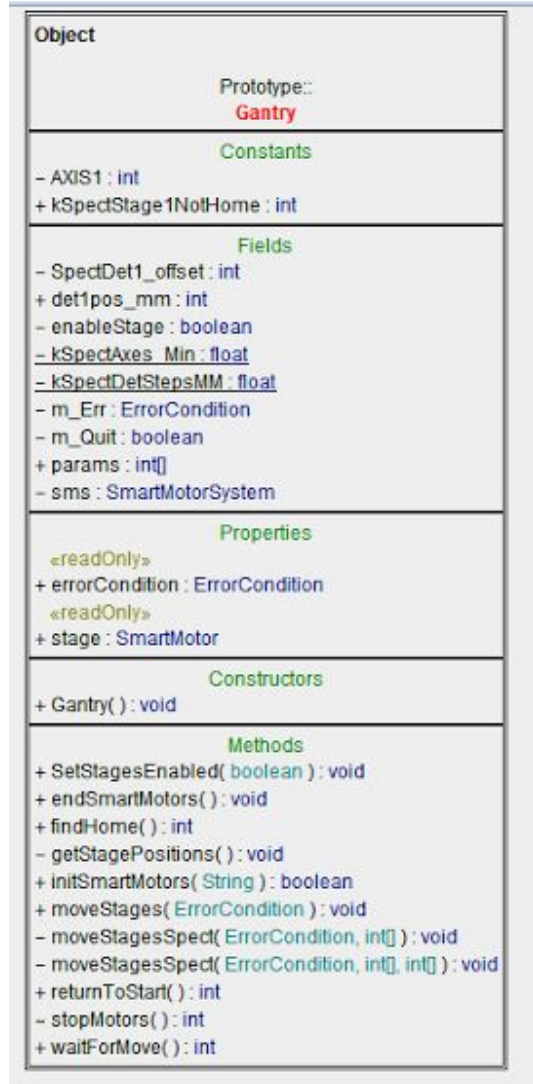 Object
Prototype::
Gantry
Constants
– AXIS1 : int
+ kSpectStage1NotHome : int
Fields
– SpectDet1_offset : int
+ det1pos_mm : int
– enableStage : boolean
– kSpectAxes_Min : float
– kSpectDetStepsMM : float
– m_Err : ErrorCondition
– m_Quit : boolean
+ params : int[]
– sms : SmartMotorSystem
Properties
«readOnly»
+ errorCondition : ErrorCondition
«readOnly»
+ stage : SmartMotor
Constructors
+ Gantry( ) : void
Methods
+ SetStagesEnabled( boolean ) : void
+ endSmartMotors( ) : void
+ findHome( ) : int
– getStagePositions( ) : void
+ initSmartMotors( String ) : boolean
+ moveStages( ErrorCondition ) : void
– moveStagesSpect( ErrorCondition, int[] ) : void
– moveStagesSpect( ErrorCondition, int[], int[] ) : void
+ returnToStart( ) : int
~ stopMotors( ) : int
+ waitForMove( ) : int